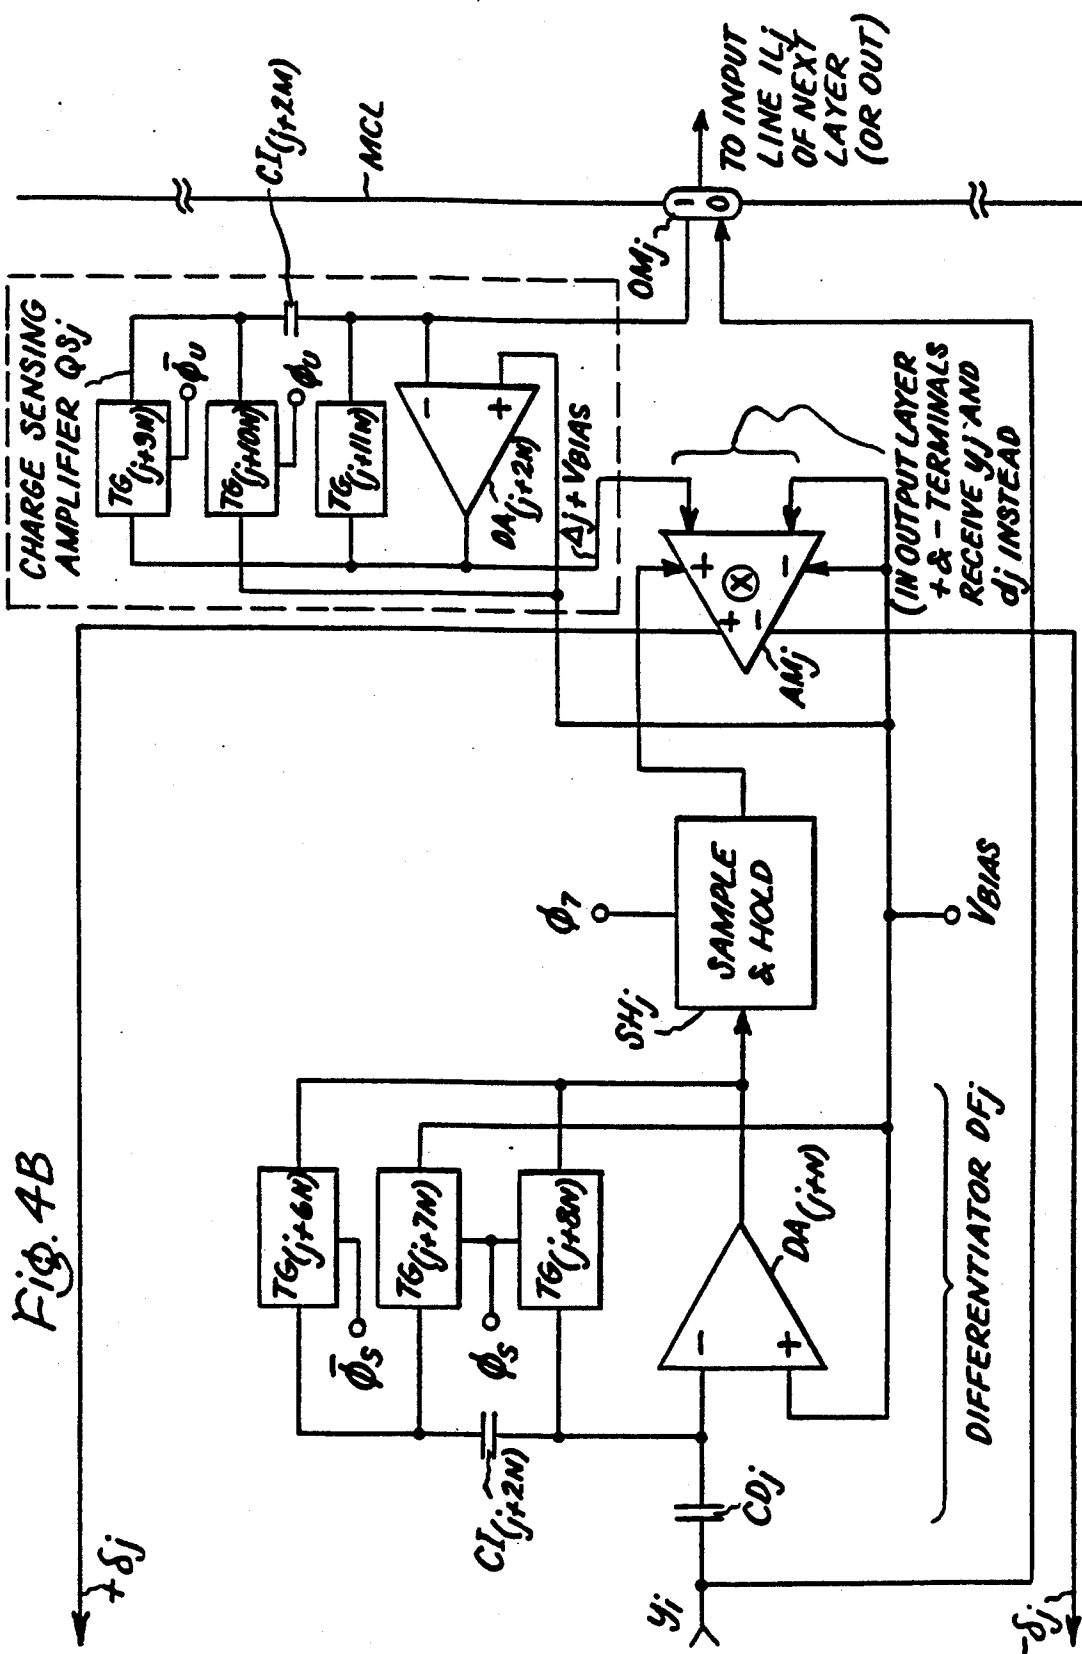 Fig. 4B
+δj
-δj
CHARGE SENSING
AMPLIFIER QSj
TG(j+9N)
ϕ̄U
TG(j+10N)
ϕU
TG(j+11N)
CI(j+2M)
MCL
-
+
DA(j+2M)
Δj + VBIAS
OMj
1
0
TO INPUT
LINE ILj
OF NEXT
LAYER
(OR OUT)
(IN OUTPUT LAYER
+ & - TERMINALS
RECEIVE yj AND
dj INSTEAD
+
-
X
+
-
AMj
ϕ7
SAMPLE
& HOLD
SHj
VBIAS
TG(j+6N)
ϕ̄S
TG(j+7N)
ϕS
TG(j+8N)
CI(j+2N)
-
+
DA(j+N)
CDj
yj
DIFFERENTIATOR DFj